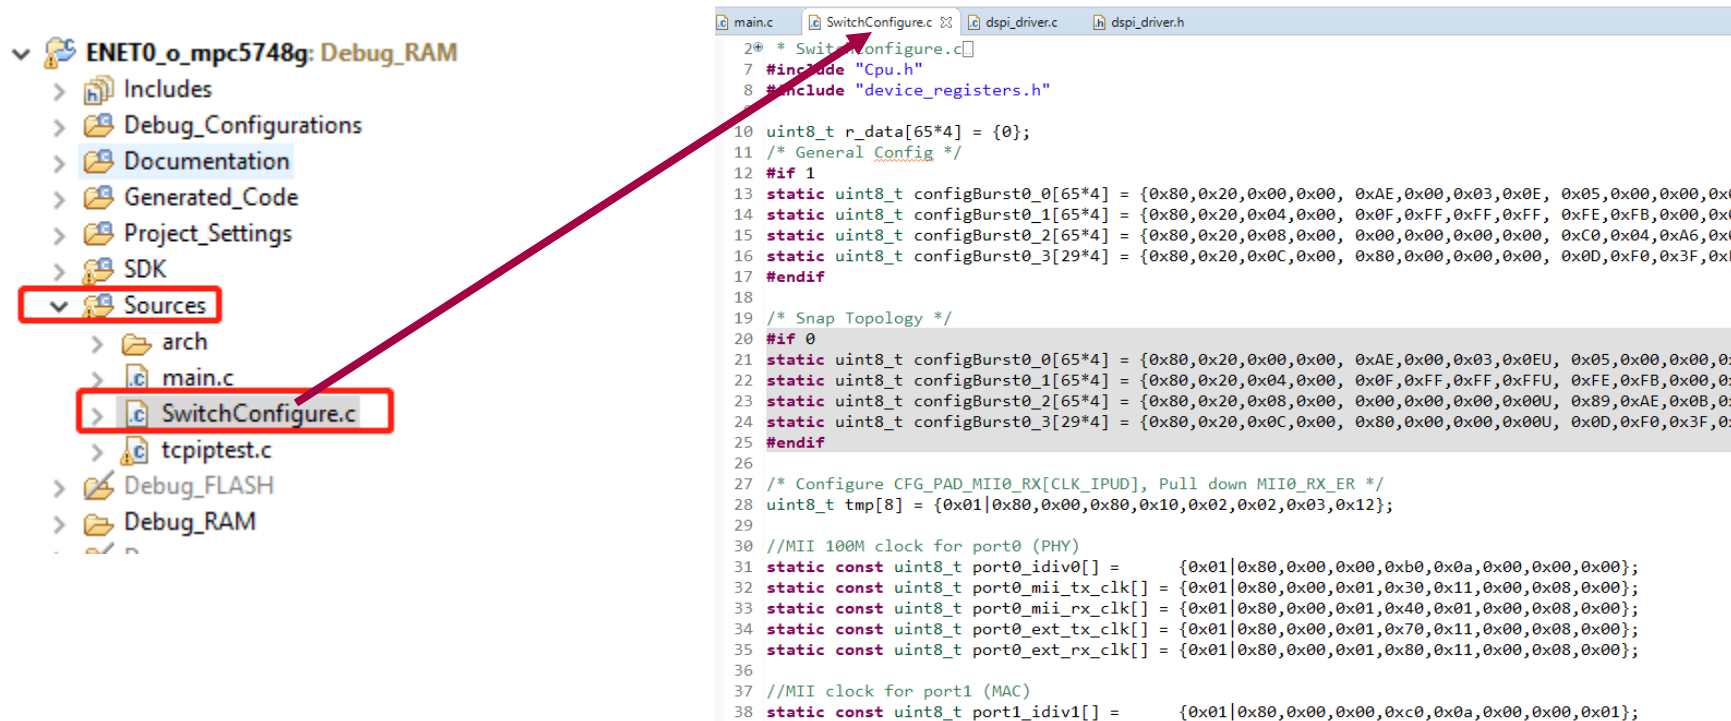 ENET0_o_mpc5748g: Debug_RAM
Includes
Debug_Configurations
Documentation
Generated_Code
Project_Settings
SDK
Sources
arch
main.c
SwitchConfigure.c
tcpiptest.c
Debug_FLASH
Debug_RAM
main.c SwitchConfigure.c dspi_driver.c dspi_driver.h
2 * SwitchConfigure.c
7 #include "Cpu.h"
8 #include "device_registers.h"
9
10 uint8_t r_data[65*4] = {0};
11 /* General Config */
12 #if 1
13 static uint8_t configBurst0_0[65*4] = {0x80,0x20,0x00,0x00, 0xAE,0x00,0x03,0x0E, 0x05,0x00,0x00,0x
14 static uint8_t configBurst0_1[65*4] = {0x80,0x20,0x04,0x00, 0x0F,0xFF,0xFF,0xFF, 0xFE,0xFB,0x00,0x
15 static uint8_t configBurst0_2[65*4] = {0x80,0x20,0x08,0x00, 0x00,0x00,0x00,0x00, 0xC0,0x04,0xA6,0x
16 static uint8_t configBurst0_3[29*4] = {0x80,0x20,0x0C,0x00, 0x80,0x00,0x00,0x00, 0x0D,0xF0,0x3F,0x
17 #endif
18
19 /* Snap Topology */
20 #if 0
21 static uint8_t configBurst0_0[65*4] = {0x80,0x20,0x00,0x00, 0xAE,0x00,0x03,0x0EU, 0x05,0x00,0x00,0
22 static uint8_t configBurst0_1[65*4] = {0x80,0x20,0x04,0x00, 0x0F,0xFF,0xFF,0xFFU, 0xFE,0xFB,0x00,0
23 static uint8_t configBurst0_2[65*4] = {0x80,0x20,0x08,0x00, 0x00,0x00,0x00,0x00U, 0x89,0xAE,0x0B,0
24 static uint8_t configBurst0_3[29*4] = {0x80,0x20,0x0C,0x00, 0x80,0x00,0x00,0x00U, 0x0D,0xF0,0x3F,0
25 #endif
26
27 /* Configure CFG_PAD_MII0_RX[CLK_IPUD], Pull down MII0_RX_ER */
28 uint8_t tmp[8] = {0x01|0x80,0x00,0x80,0x10,0x02,0x02,0x03,0x12};
29
30 //MII 100M clock for port0 (PHY)
31 static const uint8_t port0_idiv0[] = {0x01|0x80,0x00,0x00,0xb0,0x0a,0x00,0x00,0x00};
32 static const uint8_t port0_mii_tx_clk[] = {0x01|0x80,0x00,0x01,0x30,0x11,0x00,0x08,0x00};
33 static const uint8_t port0_mii_rx_clk[] = {0x01|0x80,0x00,0x01,0x40,0x01,0x00,0x08,0x00};
34 static const uint8_t port0_ext_tx_clk[] = {0x01|0x80,0x00,0x01,0x70,0x11,0x00,0x08,0x00};
35 static const uint8_t port0_ext_rx_clk[] = {0x01|0x80,0x00,0x01,0x80,0x11,0x00,0x08,0x00};
36
37 //MII clock for port1 (MAC)
38 static const uint8_t port1_idiv1[] = {0x01|0x80,0x00,0x00,0xc0,0x0a,0x00,0x00,0x01};